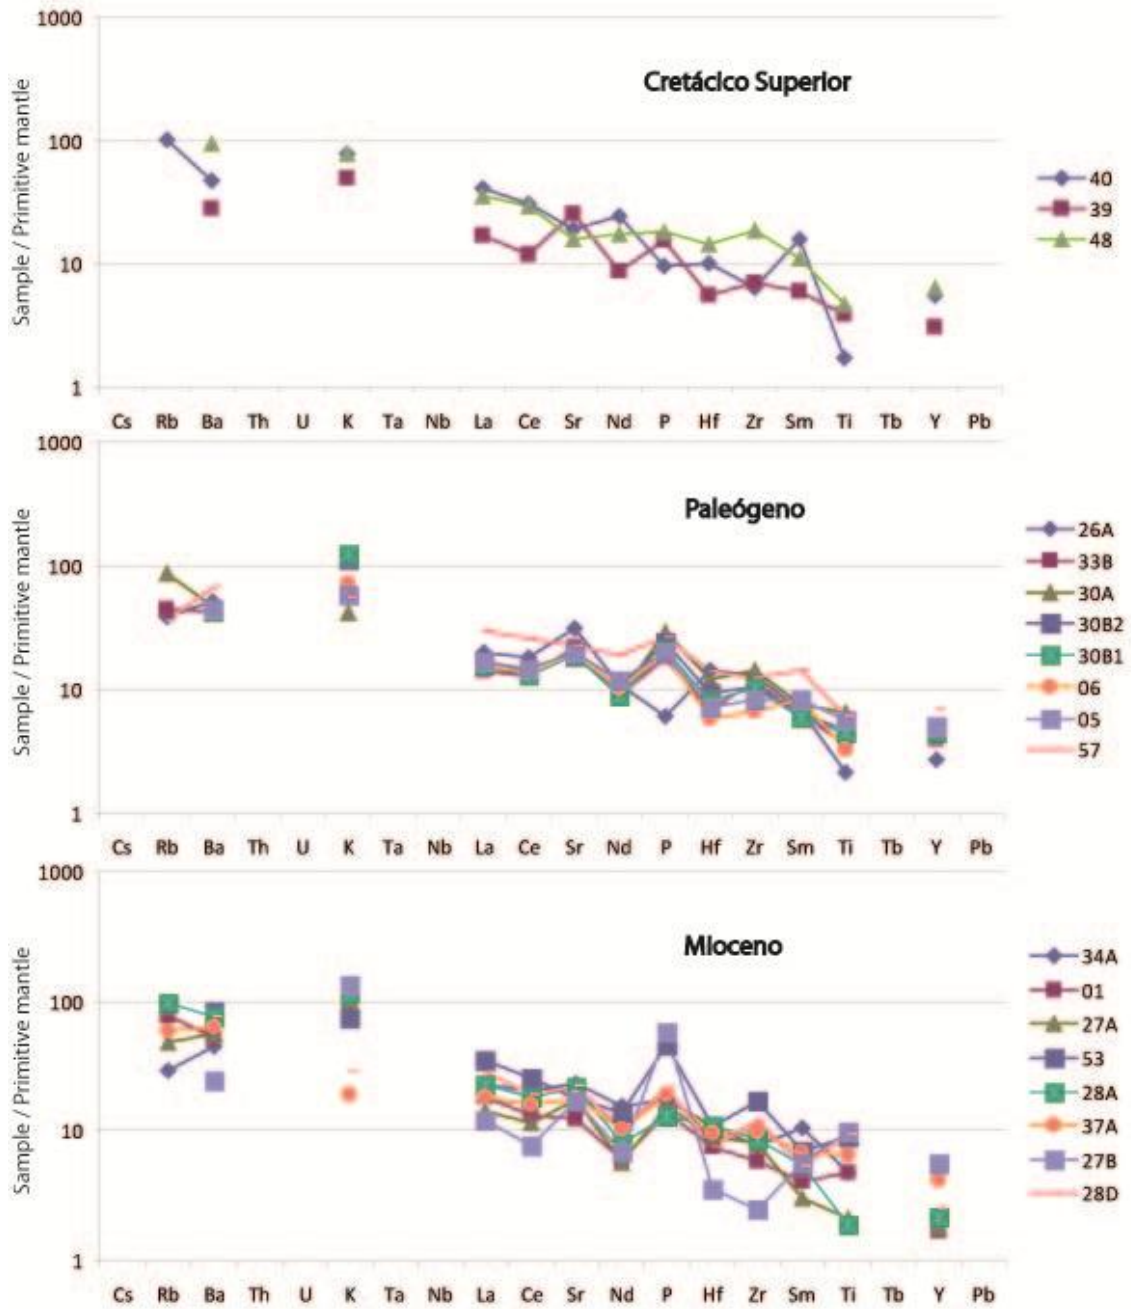 1000
Cretácico Superior
100
10
1
Sample / Primitive mantle
40
39
48
Cs Rb Ba Th U K Ta Nb La Ce Sr Nd P Hf Zr Sm Ti Tb Y Pb
1000
Paleógeno
100
10
1
Sample / Primitive mantle
26A
33B
30A
30B2
30B1
06
05
57
Cs Rb Ba Th U K Ta Nb La Ce Sr Nd P Hf Zr Sm Ti Tb Y Pb
1000
Mioceno
100
10
1
Sample / Primitive mantle
34A
01
27A
53
28A
37A
27B
28D
Cs Rb Ba Th U K Ta Nb La Ce Sr Nd P Hf Zr Sm Ti Tb Y Pb